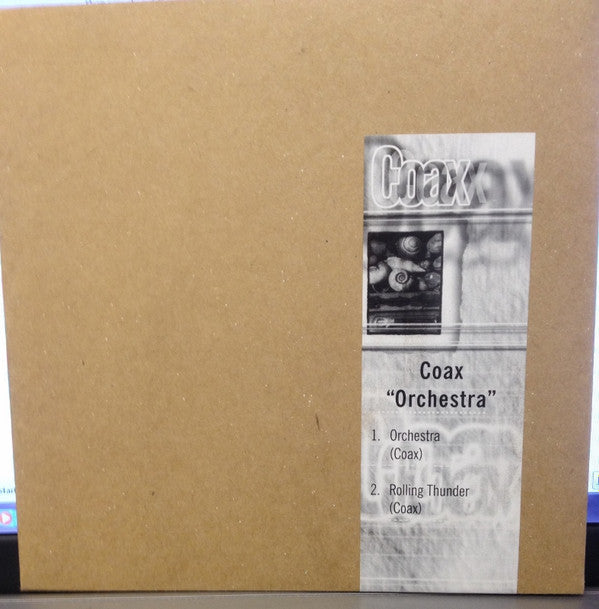 Coax
Coax
“Orchestra”
1. Orchestra
(Coax)
2. Rolling Thunder
(Coax)